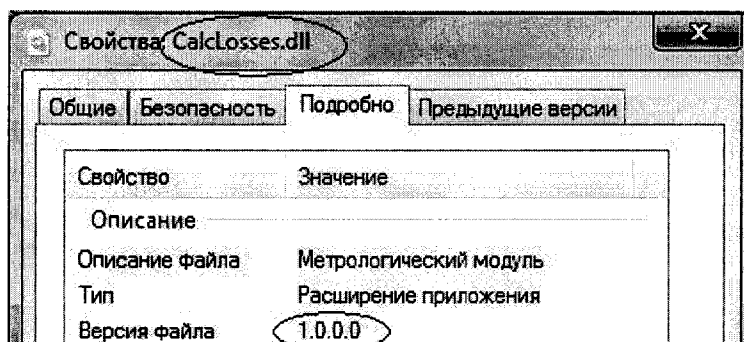 Свойства: CalcLosses.dll
Общие Безопасность Подробно Предыдущие версии
Свойство Значение
Описание
Описание файла Метрологический модуль
Тип Расширение приложения
Версия файла 1.0.0.0